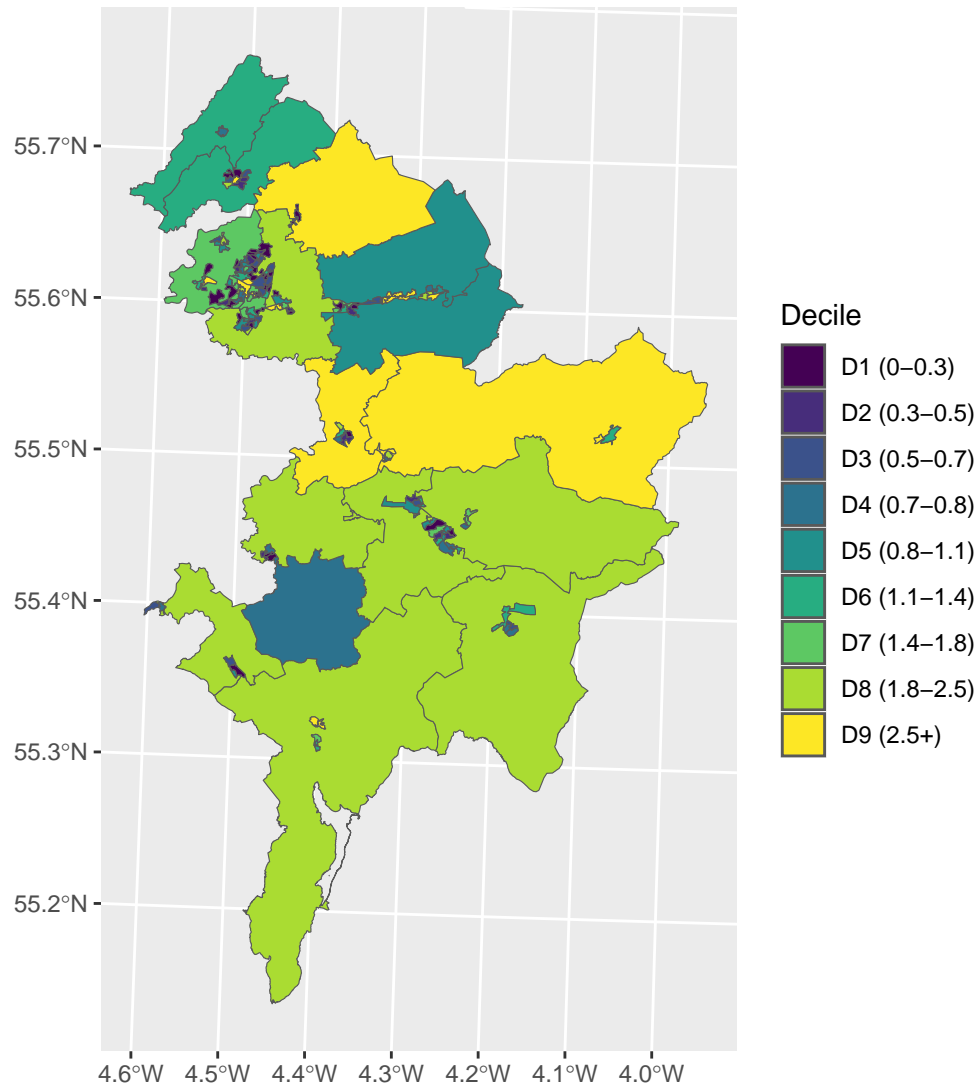 55.7°N
55.6°N
55.5°N
55.4°N
55.3°N
55.2°N
4.6°W 4.5°W 4.4°W 4.3°W 4.2°W 4.1°W 4.0°W
Decile
D1 (0−0.3)
D2 (0.3−0.5)
D3 (0.5−0.7)
D4 (0.7−0.8)
D5 (0.8−1.1)
D6 (1.1−1.4)
D7 (1.4−1.8)
D8 (1.8−2.5)
D9 (2.5+)